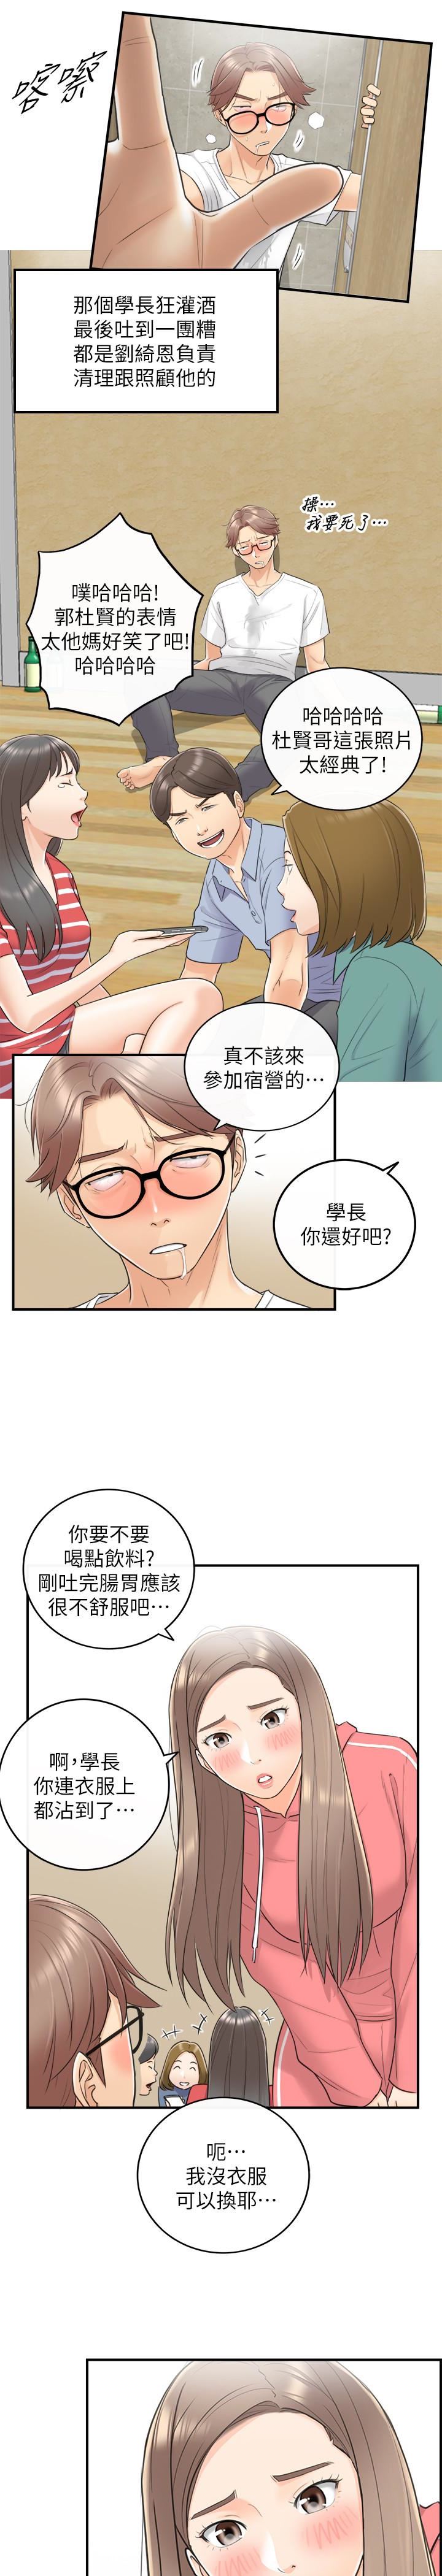 喀嚓
那個學長狂灌酒
最後吐到一團糟
都是劉綺恩負責
清理跟照顧他的
操…
我要死了…
噗哈哈哈!
郭杜賢的表情
太他媽好笑了吧!
哈哈哈哈
哈哈哈哈
杜賢哥這張照片
太經典了!
真不該來
參加宿營的…
學長
你還好吧?
你要不要
喝點飲料?
剛吐完腸胃應該
很不舒服吧…
啊,學長
你連衣服上
都沾到了…
呃…
我沒衣服
可以換耶…